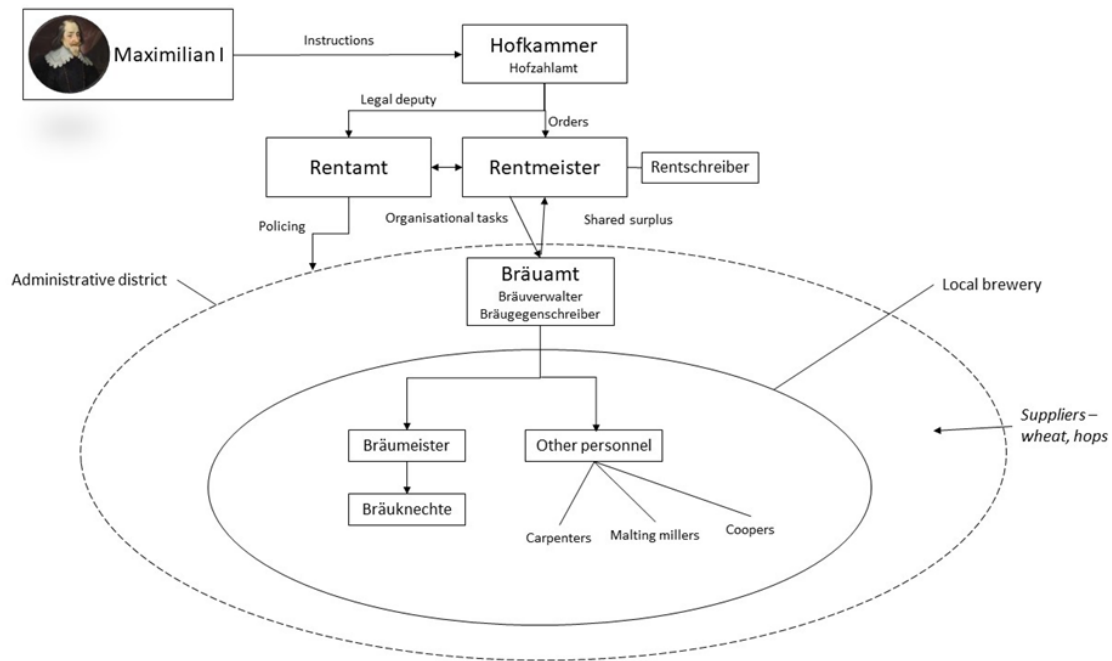 Maximilian I
Instructions
Hofkammer
Hofzahlamt
Legal deputy
Orders
Rentamt
Rentmeister
Rentschreiber
Policing
Organisational tasks
Shared surplus
Administrative district
Bräuamt
Bräuverwalter
Bräugegenschreiber
Local brewery
Suppliers –
wheat, hops
Bräumeister
Other personnel
Bräuknechte
Carpenters
Malting millers
Coopers